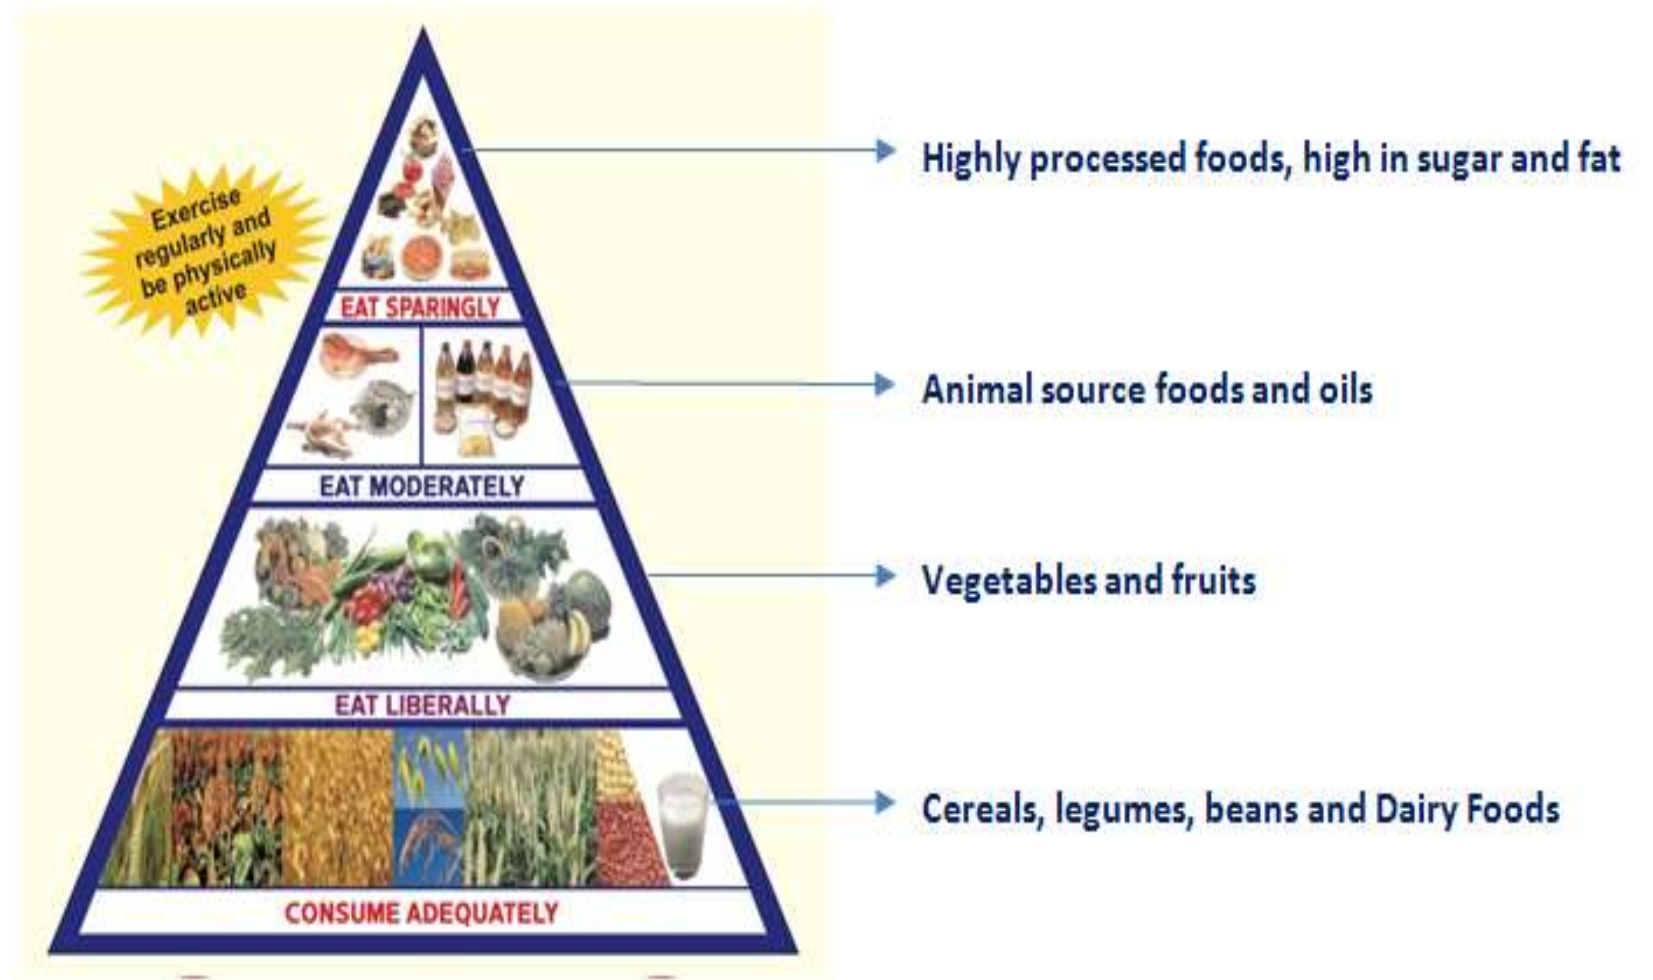 Highly processed foods, high in sugar and fat
Exercise
regularly and
be physically
active
EAT SPARINGLY
Animal source foods and oils
EAT MODERATELY
Vegetables and fruits
EAT LIBERALLY
Cereals, legumes, beans and Dairy Foods
CONSUME ADEQUATELY